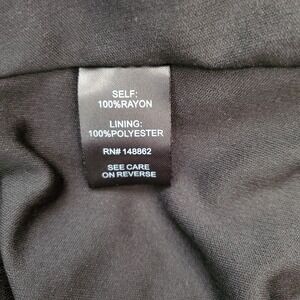 SELF:
100%RAYON
LINING:
100%POLYESTER
RN# 148862
SEE CARE
ON REVERSE